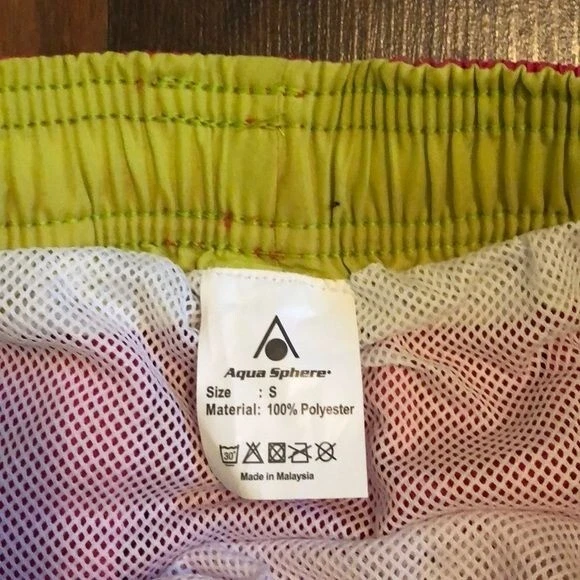 Aqua Sphere
Size : S
Material: 100% Polyester
30°
Made in Malaysia